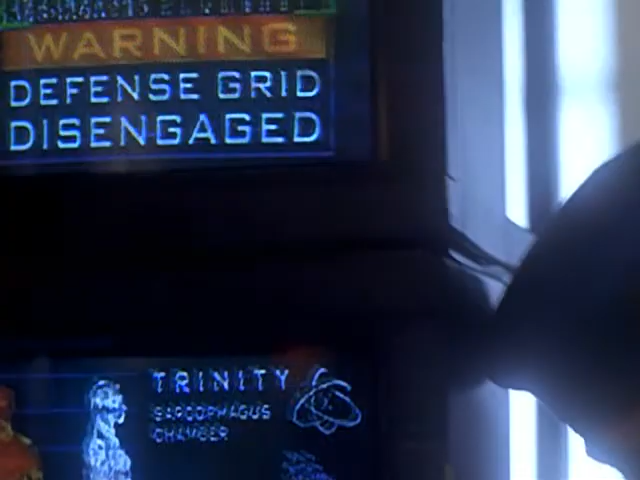 WARNING
DEFENSE GRID
DISENGAGED
TRINITY
SARCOPHAGUS
CHAMBER